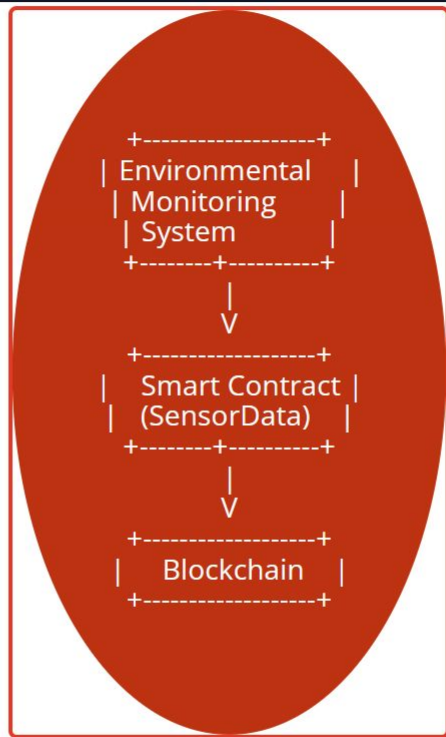 +-------------------+
| Environmental |
| Monitoring |
| System |
+--------+----------+
|
V
+-------------------+
| Smart Contract |
| (SensorData) |
+--------+----------+
|
V
+-------------------+
| Blockchain |
+-------------------+